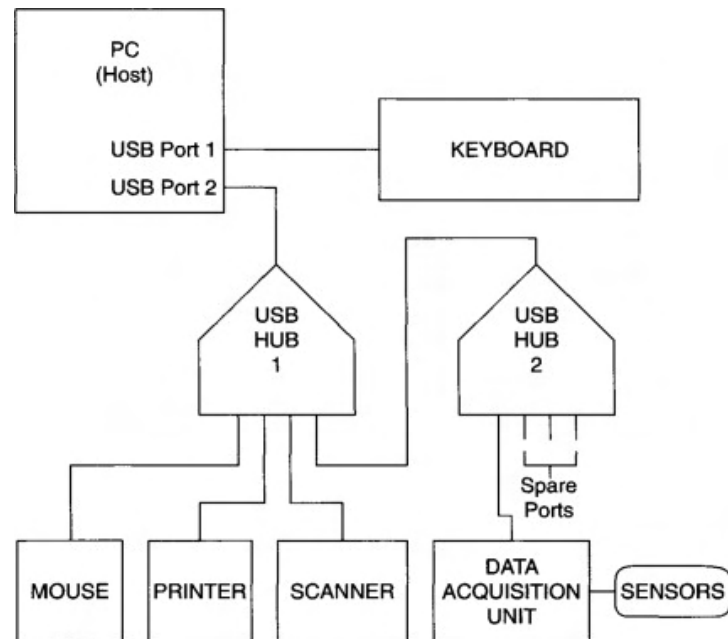 PC
(Host)
USB Port 1
USB Port 2
KEYBOARD
USB
HUB
1
USB
HUB
2
Spare
Ports
MOUSE
PRINTER
SCANNER
DATA
ACQUISITION
UNIT
SENSORS